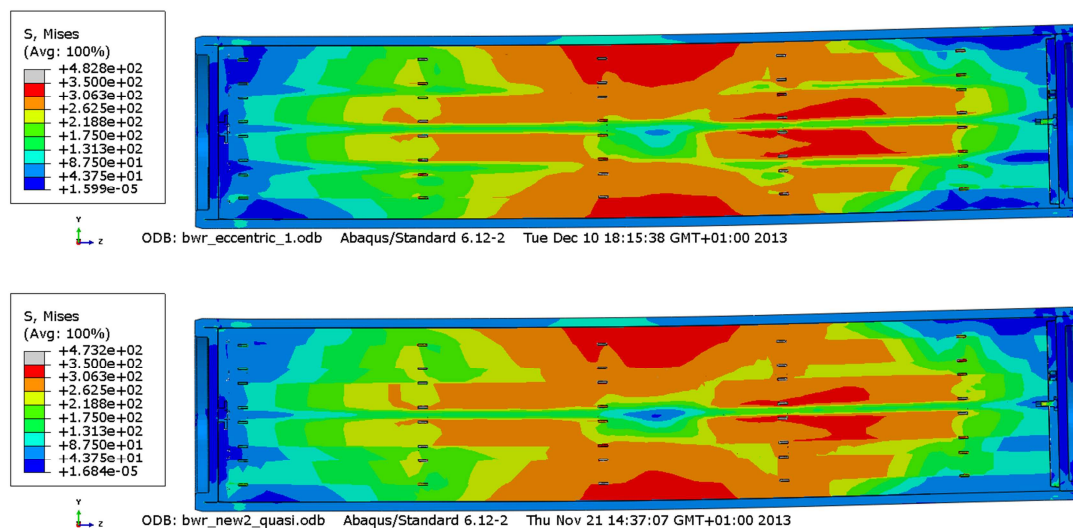 S, Mises
(Avg: 100%)
+4.828e+02
+3.500e+02
+3.063e+02
+2.625e+02
+2.188e+02
+1.750e+02
+1.313e+02
+8.750e+01
+4.375e+01
+1.599e-05
Y
Z
ODB: bwr_eccentric_1.odb Abaqus/Standard 6.12-2 Tue Dec 10 18:15:38 GMT+01:00 2013
S, Mises
(Avg: 100%)
+4.732e+02
+3.500e+02
+3.063e+02
+2.625e+02
+2.188e+02
+1.750e+02
+1.313e+02
+8.750e+01
+4.375e+01
+1.684e-05
Y
Z
ODB: bwr_new2_quasi.odb Abaqus/Standard 6.12-2 Thu Nov 21 14:37:07 GMT+01:00 2013